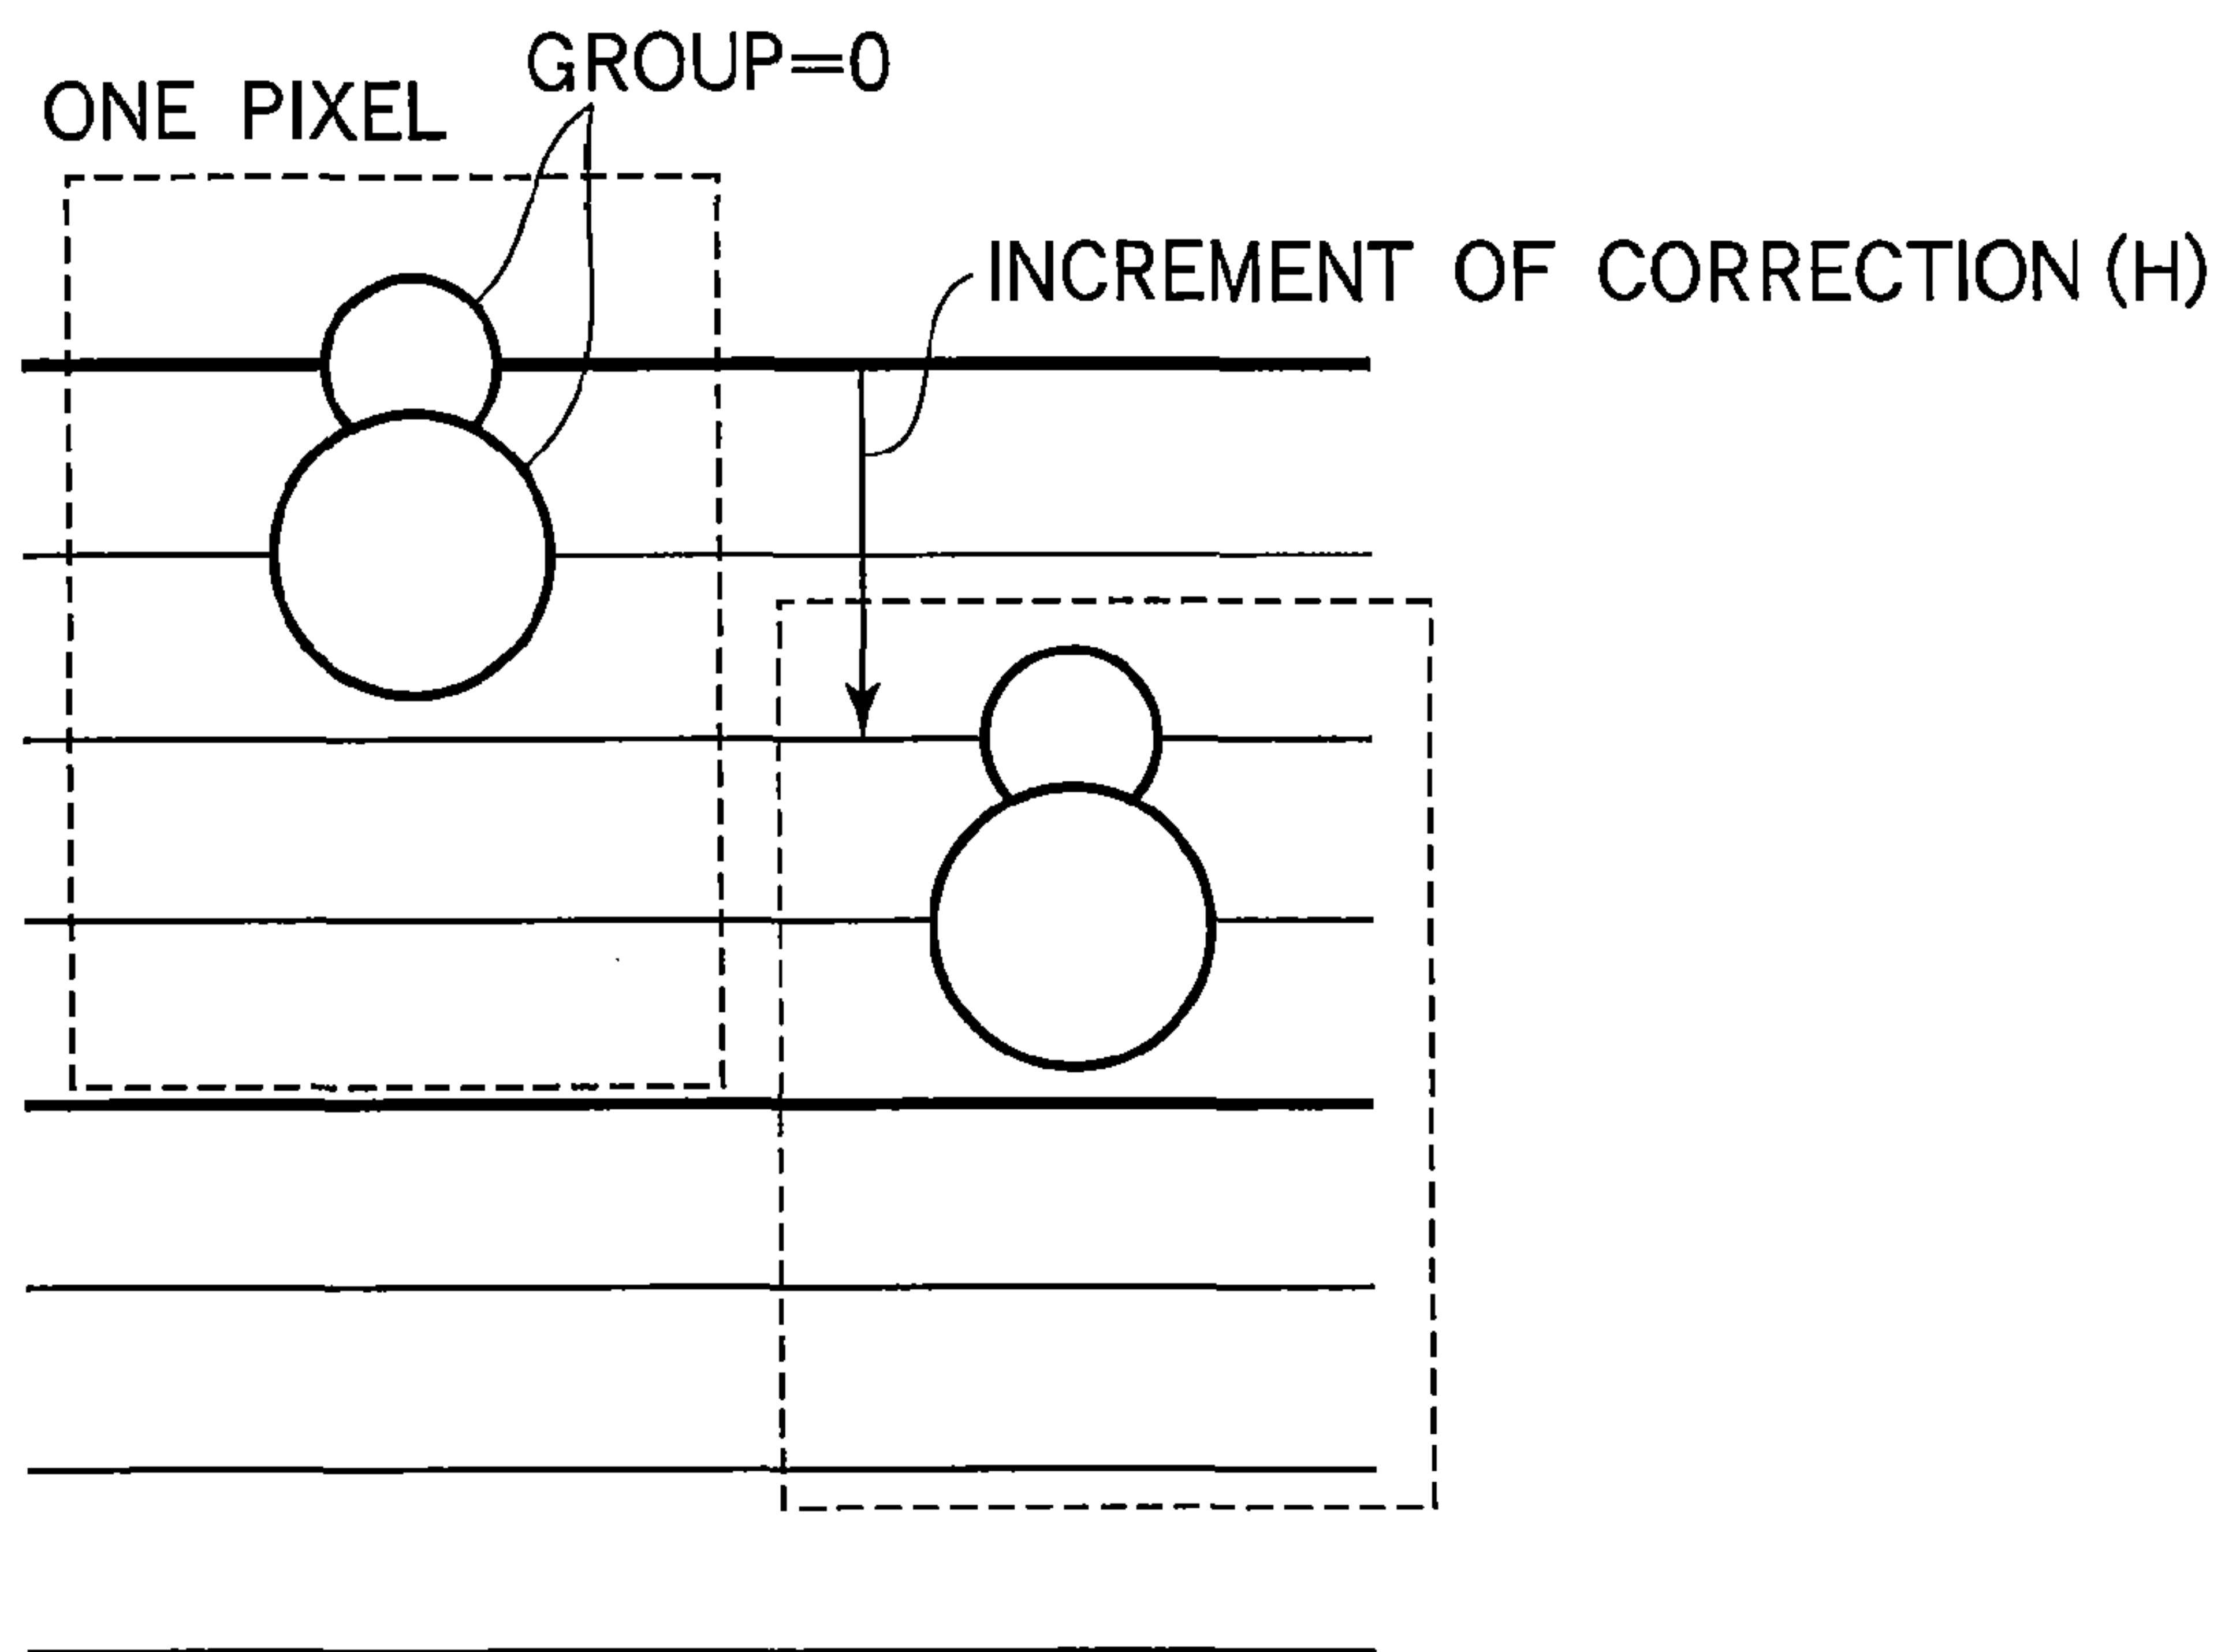 GROUP=0
ONE PIXEL
INCREMENT OF CORRECTION (H)